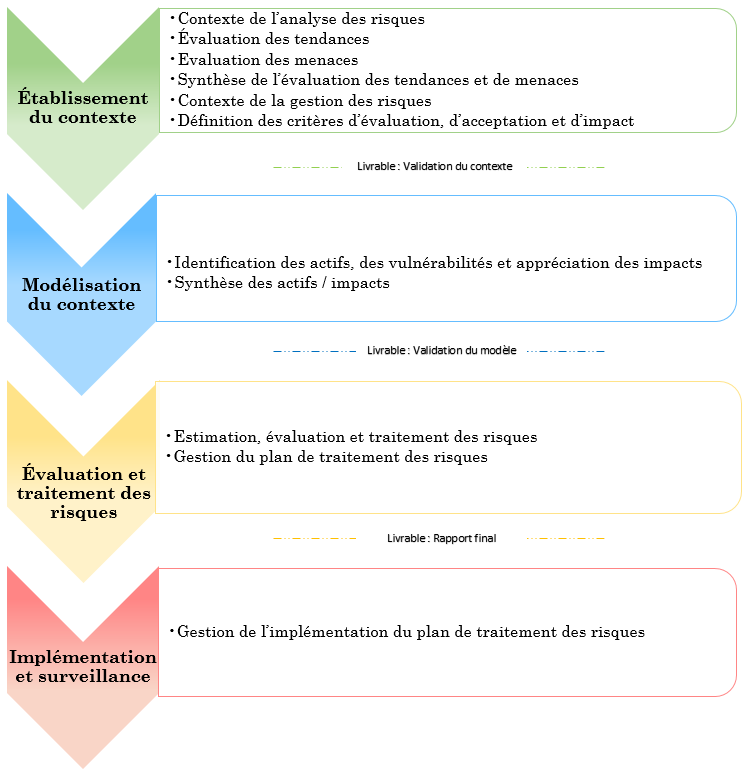 Établissement
du contexte
• Contexte de l'analyse des risques
• Évaluation des tendances
• Evaluation des menaces
• Synthèse de l'évaluation des tendances et de menaces
• Contexte de la gestion des risques
• Définition des critères d'évaluation, d'acceptation et d'impact
Livrable : Validation du contexte
Modélisation
du contexte
• Identification des actifs, des vulnérabilités et appréciation des impacts
• Synthèse des actifs / impacts
Livrable : Validation du modèle
Évaluation et
traitement des
risques
• Estimation, évaluation et traitement des risques
• Gestion du plan de traitement des risques
Livrable : Rapport final
Implémentation
et surveillance
• Gestion de l'implémentation du plan de traitement des risques